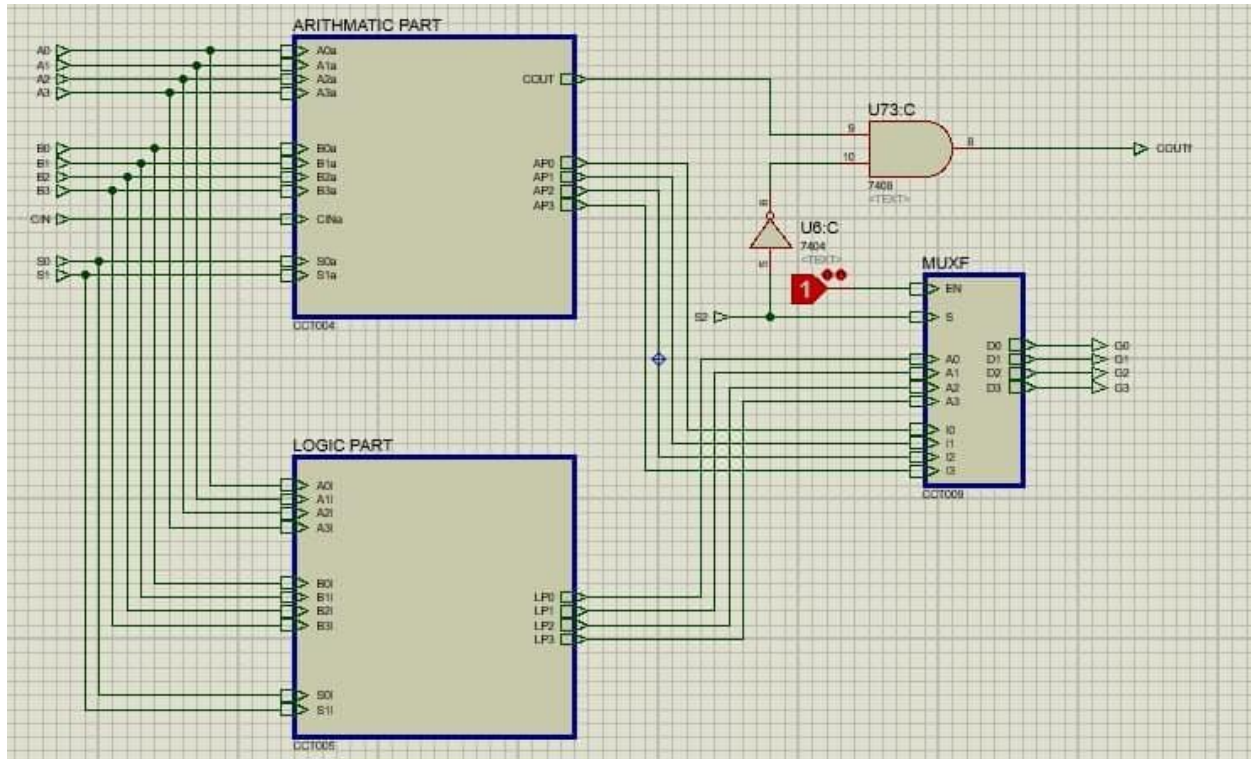 ARITHMATIC PART
A0
A1
A2
A3
B0
B1
B2
B3
CIN
S0
S1
A0a
A1a
A2a
A3a
B0a
B1a
B2a
B3a
CINa
S0a
S1a
COUT
AP0
AP1
AP2
AP3
CCT004
U73:C
9
10
8
7408
<TEXT>
COUTf
U6:C
7404
<TEXT>
1
S2
MUXF
EN
S
A0
A1
A2
A3
I0
I1
I2
I3
D0
D1
D2
D3
G0
G1
G2
G3
CCT009
LOGIC PART
A0l
A1l
A2l
A3l
B0l
B1l
B2l
B3l
S0l
S1l
LP0
LP1
LP2
LP3
CCT005